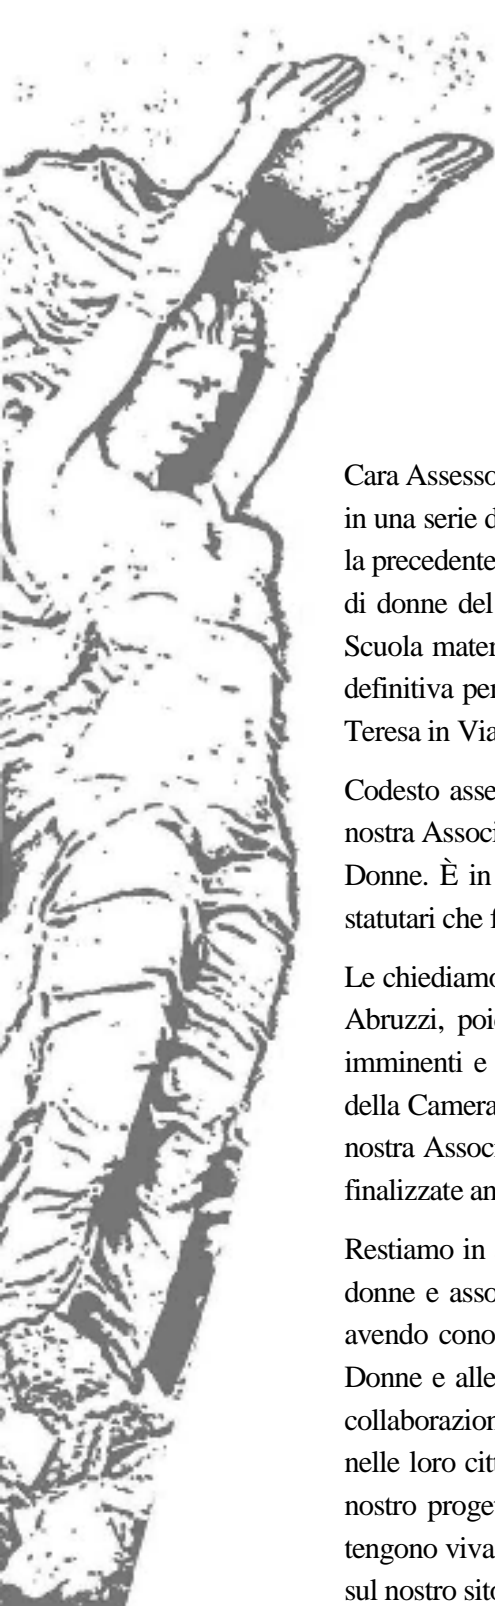 Cara Assesso
in una serie d
la precedente
di donne del
Scuola mater
definitiva per
Teresa in Via
Codesto asse
nostra Associ
Donne. È in
statutari che f
Le chiediamo
Abruzzi, poic
imminenti e
della Camera
nostra Associ
finalizzate an
Restiamo in
donne e asso
avendo cono
Donne e alle
collaborazion
nelle loro citt
nostro proget
tengono viva
sul nostro sito